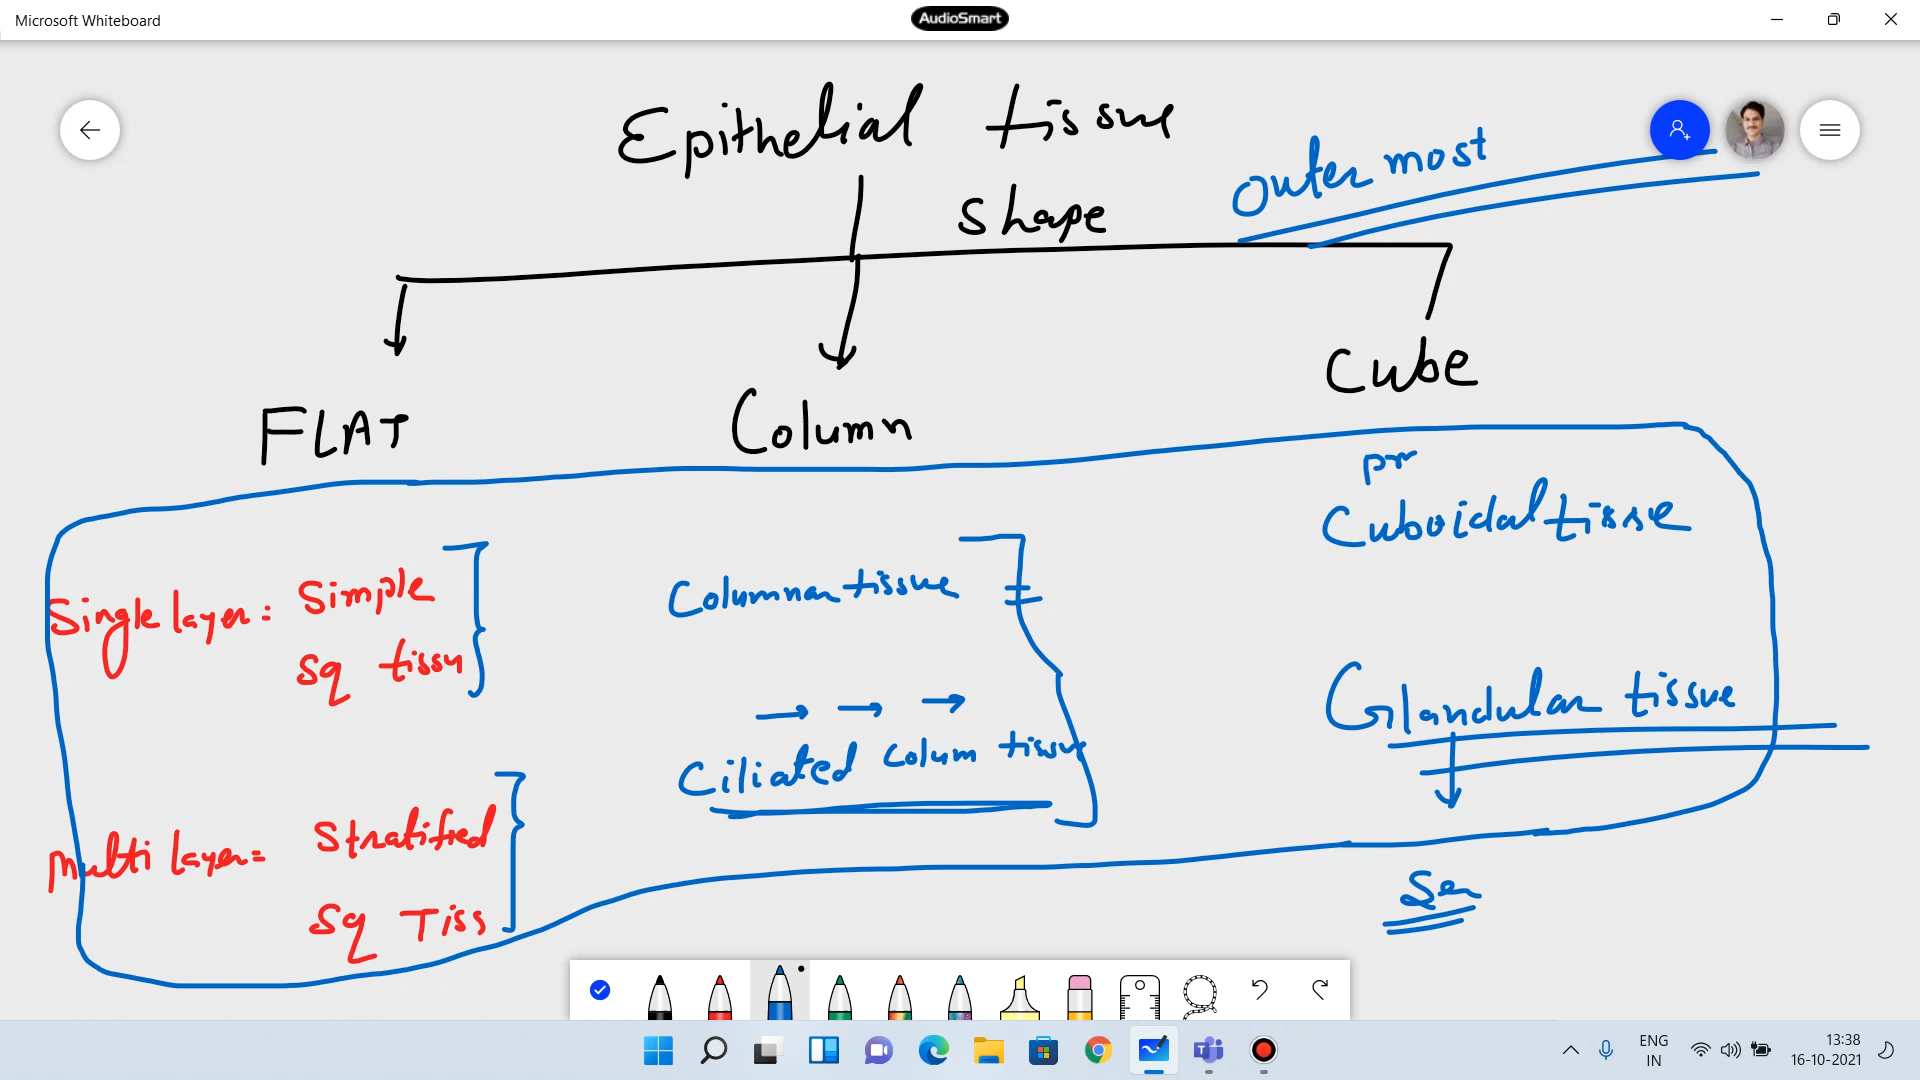 Microsoft Whiteboard
AudioSmart
Epithelial tissue
Outer most
Shape
FLAT
Column
Cube
pr
Cuboidal tissue
Single layer = Simple
Sq tissu
Columnar tissue
Glandular tissue
Ciliated Colum tissue
Multi layer = Stratified
Sq Tiss
Se
ENG
IN
13:38
16-10-2021